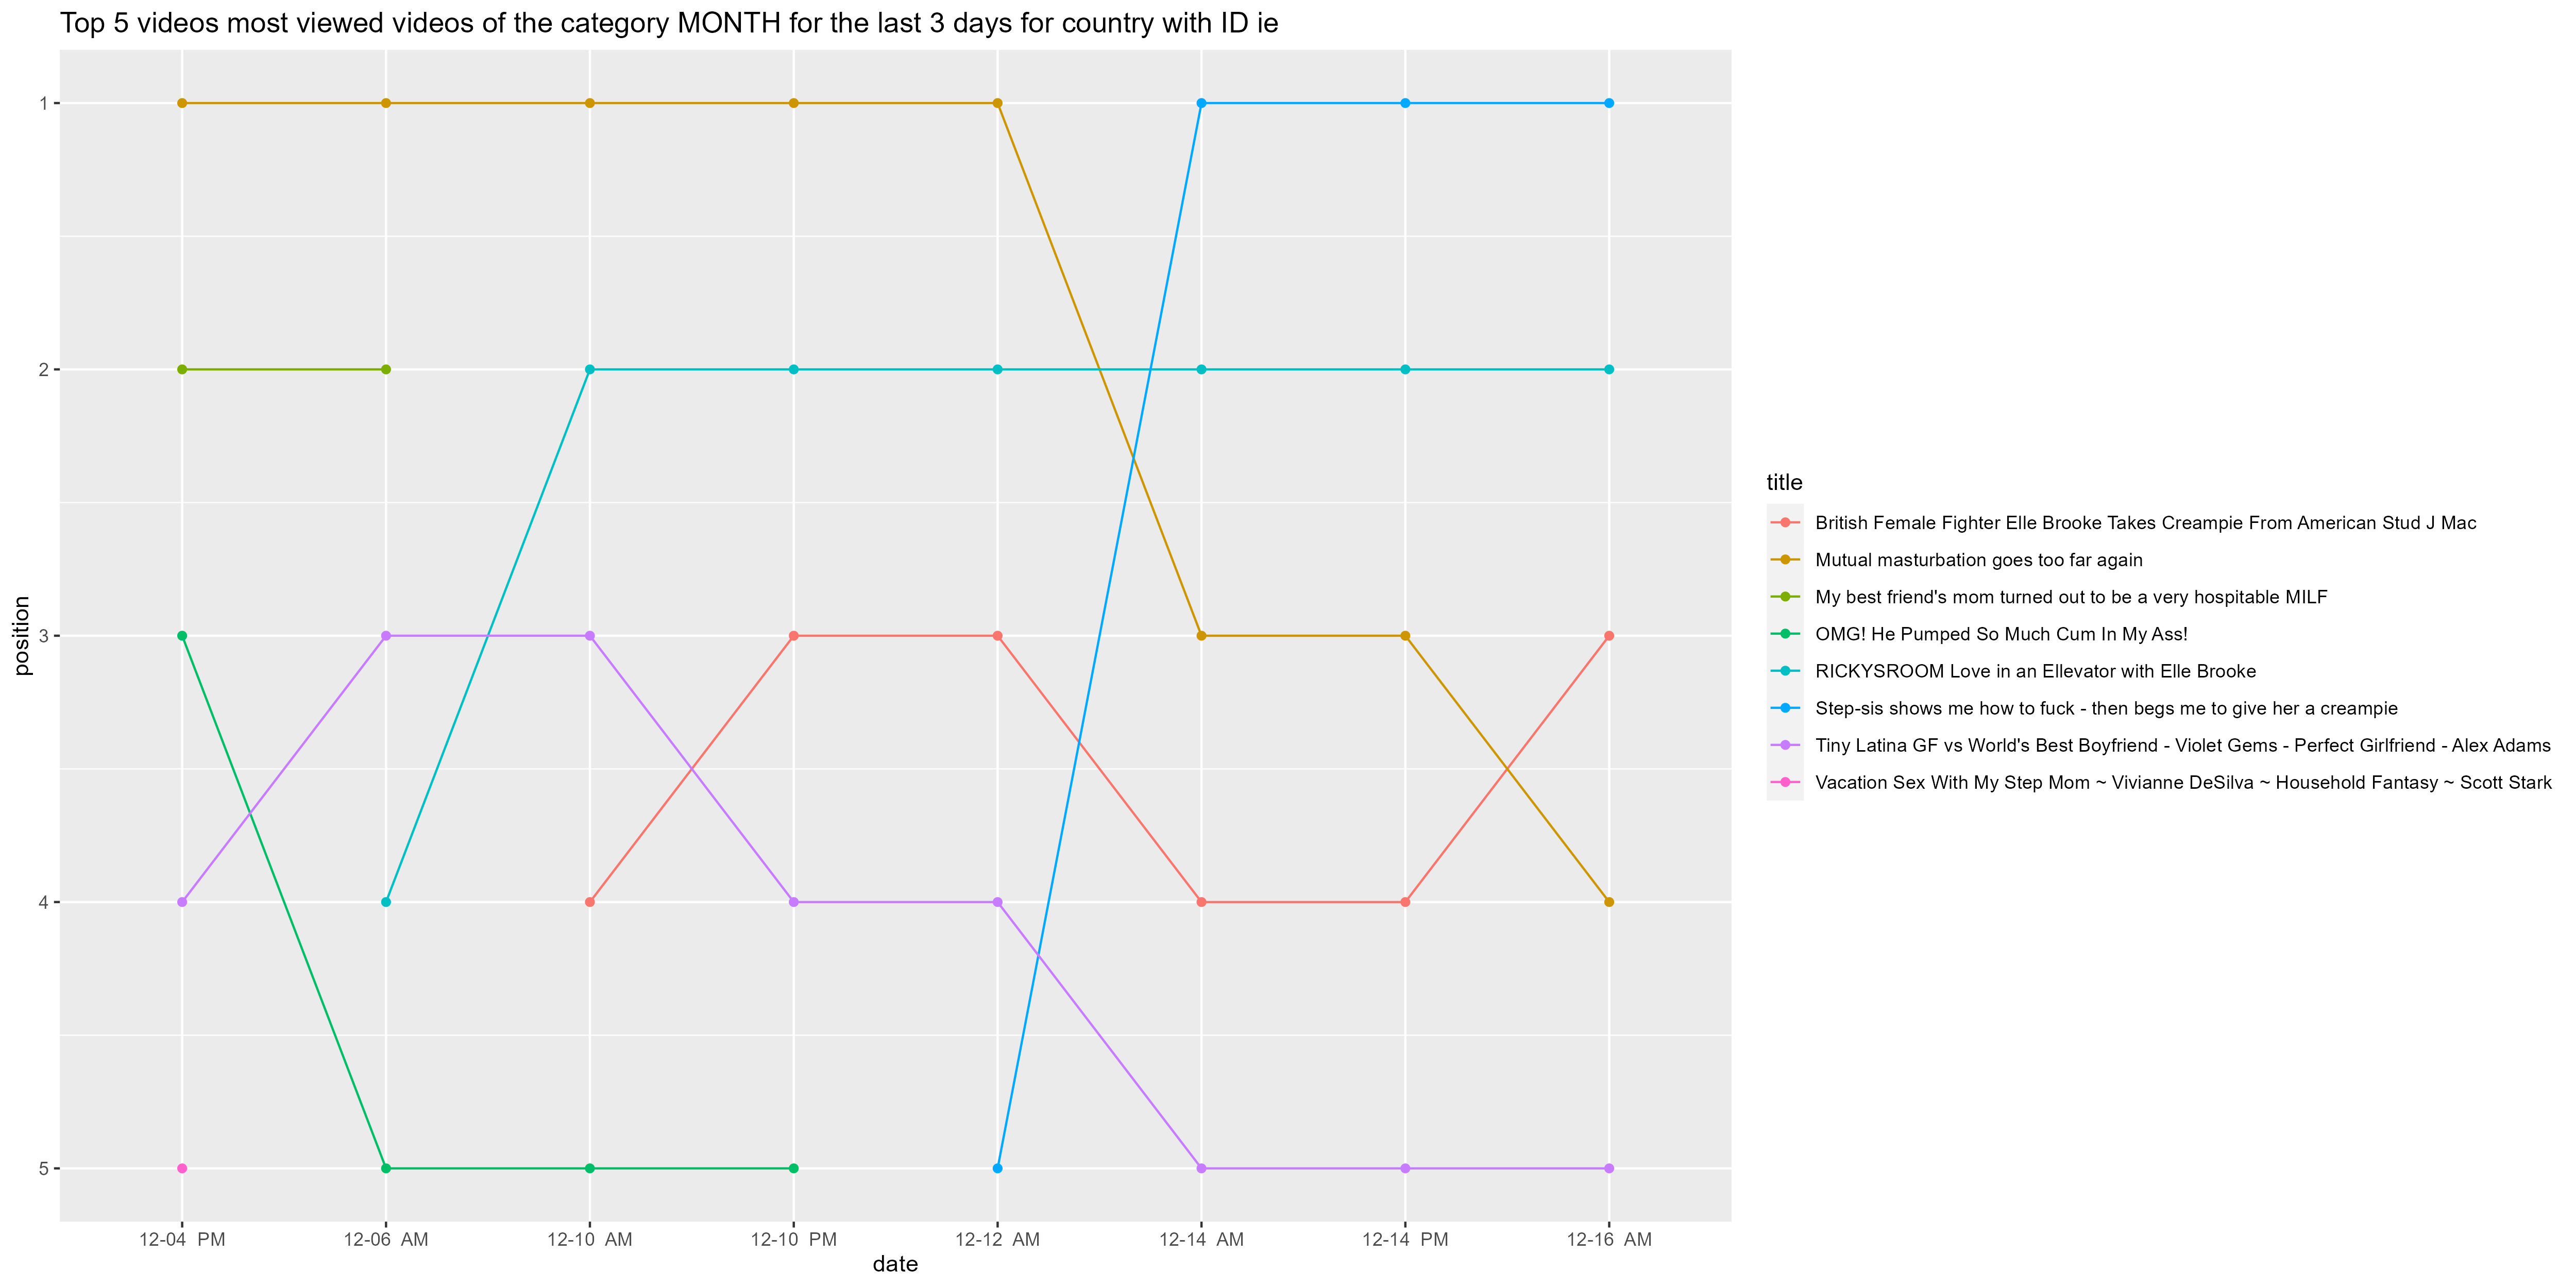 Top 5 videos most viewed videos of the category MONTH for the last 3 days for country with ID ie
position
1
2
3
4
5
12-04 PM
12-06 AM
12-10 AM
12-10 PM
12-12 AM
12-14 AM
12-14 PM
12-16 AM
date
title
British Female Fighter Elle Brooke Takes Creampie From American Stud J Mac
Mutual masturbation goes too far again
My best friend's mom turned out to be a very hospitable MILF
OMG! He Pumped So Much Cum In My Ass!
RICKYSROOM Love in an Ellevator with Elle Brooke
Step-sis shows me how to fuck - then begs me to give her a creampie
Tiny Latina GF vs World's Best Boyfriend - Violet Gems - Perfect Girlfriend - Alex Adams
Vacation Sex With My Step Mom ~ Vivianne DeSilva ~ Household Fantasy ~ Scott Stark